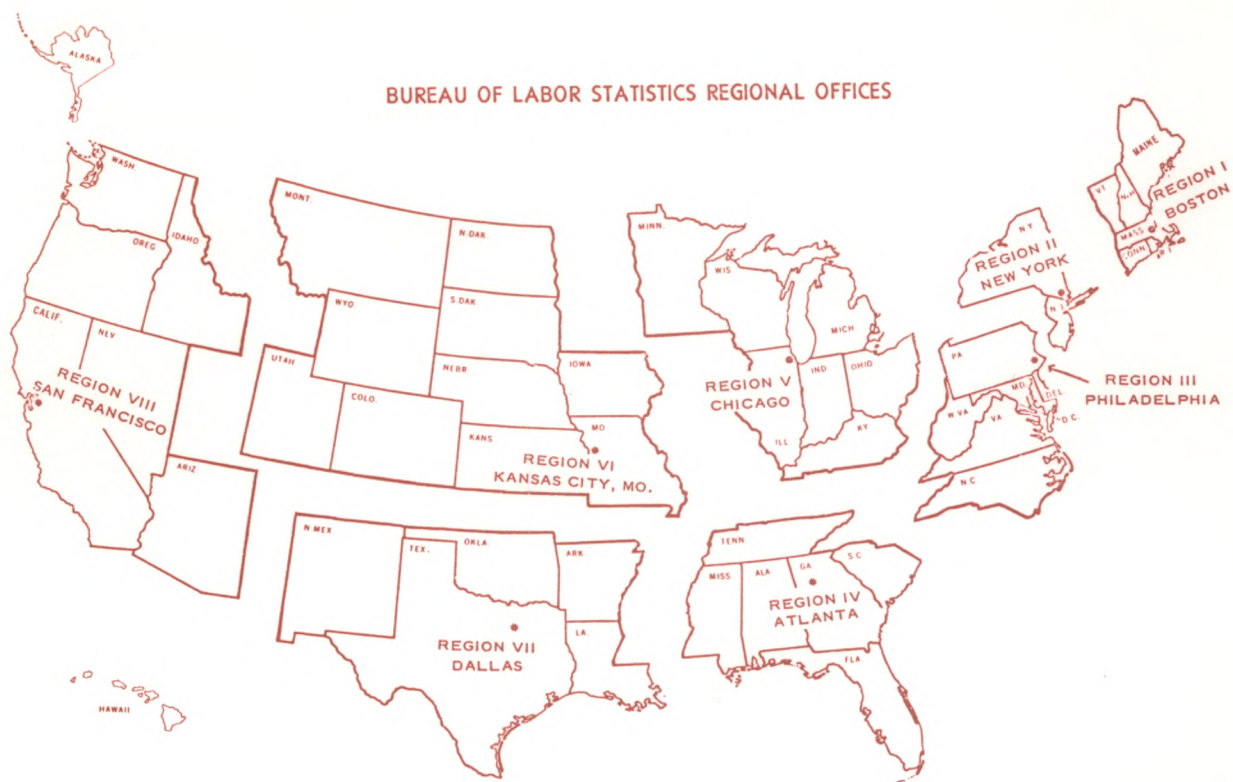 ALASKA
BUREAU OF LABOR STATISTICS REGIONAL OFFICES
WASH.
OREG.
IDAHO
CALIF.
NEV.
REGION VIII
SAN FRANCISCO
ARIZ.
HAWAII
MONT.
N.DAK.
S.DAK.
WYO.
NEBR.
UTAH
COLO.
KANS.
IOWA
MO.
REGION VI
KANSAS CITY, MO.
N.MEX.
TEX.
OKLA.
ARK.
LA.
REGION VII
DALLAS
MINN.
WIS.
MICH.
ILL.
IND.
OHIO
KY.
REGION V
CHICAGO
TENN.
MISS.
ALA.
GA.
S.C.
FLA.
REGION IV
ATLANTA
MAINE
VT.
N.H.
MASS.
CONN.
R.I.
REGION I
BOSTON
N.Y.
N.J.
REGION II
NEW YORK
PA.
MD.
DEL.
D.C.
W.VA.
VA.
N.C.
REGION III
PHILADELPHIA